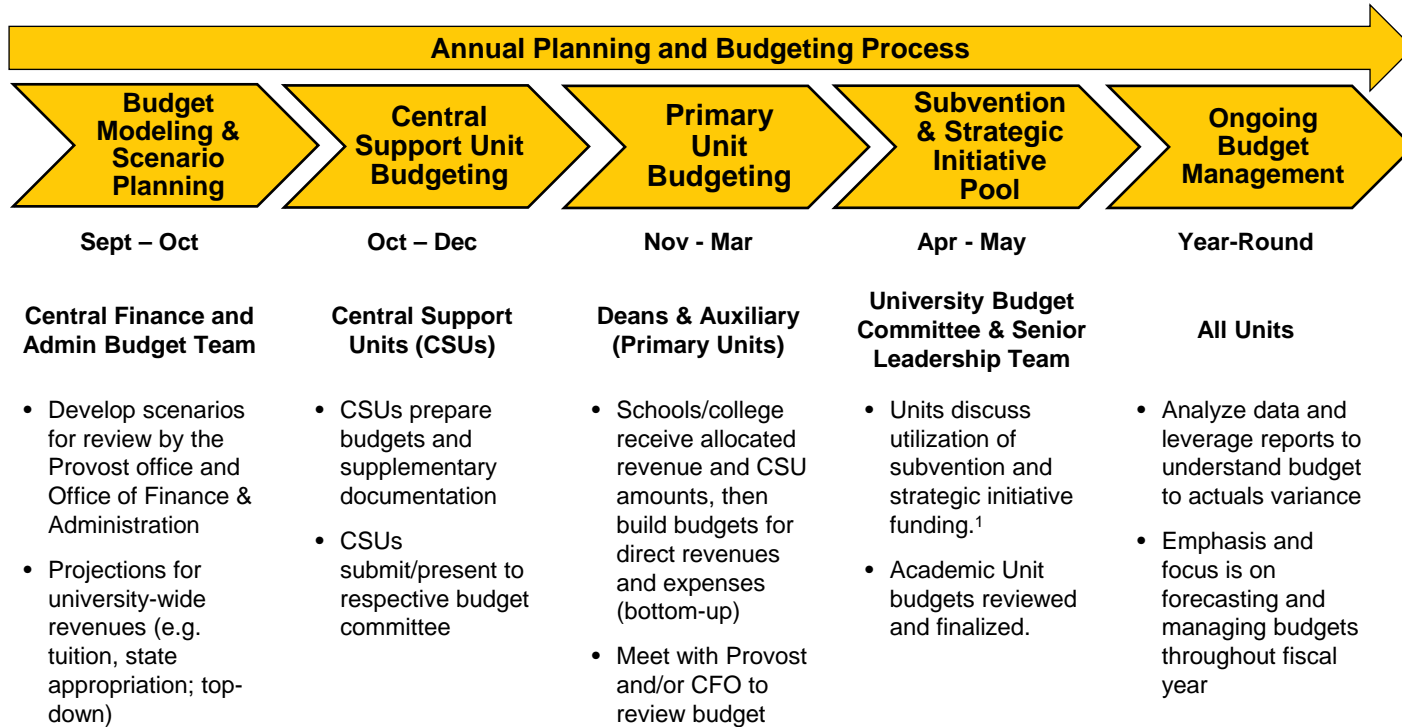 Annual Planning and Budgeting Process
Budget
Modeling &
Scenario
Planning
Central
Support Unit
Budgeting
Primary
Unit
Budgeting
Subvention
& Strategic
Initiative
Pool
Ongoing
Budget
Management
Sept – Oct
Oct – Dec
Nov - Mar
Apr - May
Year-Round
Central Finance and
Admin Budget Team
Central Support
Units (CSUs)
Deans & Auxiliary
(Primary Units)
University Budget
Committee & Senior
Leadership Team
All Units
• Develop scenarios
for review by the
Provost office and
Office of Finance &
Administration
• Projections for
university-wide
revenues (e.g.
tuition, state
appropriation; top-
down)
• CSUs prepare
budgets and
supplementary
documentation
• CSUs
submit/present to
respective budget
committee
• Schools/college
receive allocated
revenue and CSU
amounts, then
build budgets for
direct revenues
and expenses
(bottom-up)
• Meet with Provost
and/or CFO to
review budget
• Units discuss
utilization of
subvention and
strategic initiative
funding.¹
• Academic Unit
budgets reviewed
and finalized.
• Analyze data and
leverage reports to
understand budget
to actuals variance
• Emphasis and
focus is on
forecasting and
managing budgets
throughout fiscal
year